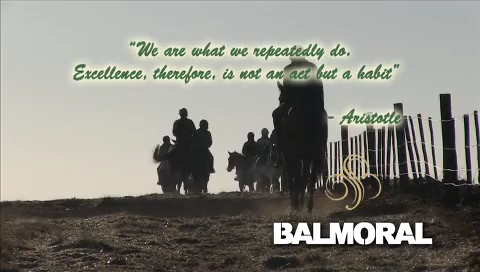 “We are what we repeatedly do.
Excellence, therefore, is not an act but a habit”
- Aristotle
BALMORAL